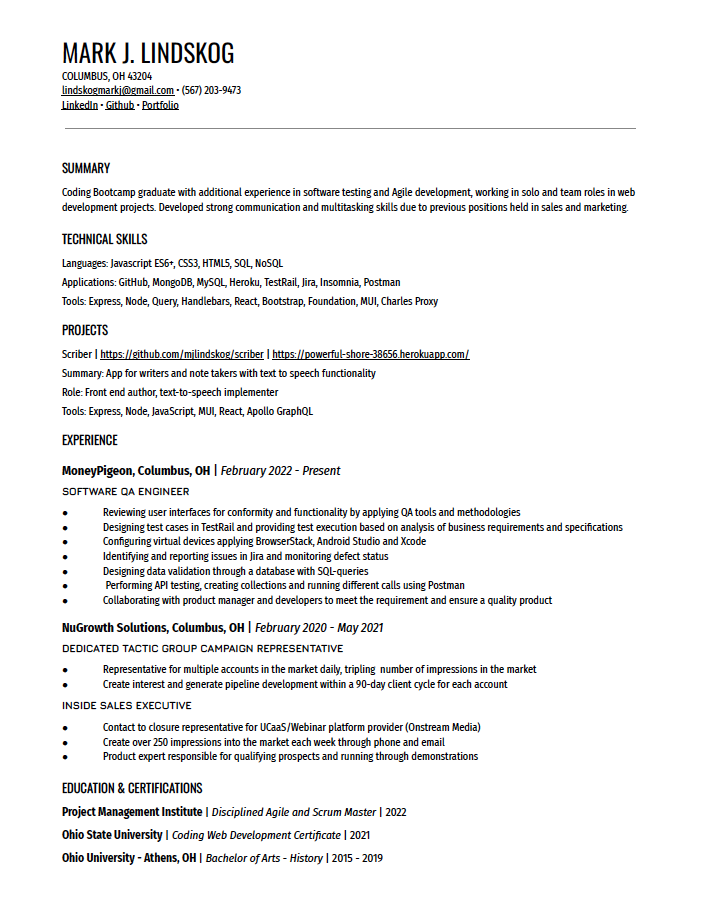 MARK J. LINDSKOG
COLUMBUS, OH 43204
lindskogmarkj@gmail.com • (567) 203-9473
LinkedIn • Github • Portfolio
SUMMARY
Coding Bootcamp graduate with additional experience in software testing and Agile development, working in solo and team roles in web
development projects. Developed strong communication and multitasking skills due to previous positions held in sales and marketing.
TECHNICAL SKILLS
Languages: Javascript ES6+, CSS3, HTML5, SQL, NoSQL
Applications: GitHub, MongoDB, MySQL, Heroku, TestRail, Jira, Insomnia, Postman
Tools: Express, Node, Query, Handlebars, React, Bootstrap, Foundation, MUI, Charles Proxy
PROJECTS
Scriber | https://github.com/mjlindskog/scriber | https://powerful-shore-38656.herokuapp.com/
Summary: App for writers and note takers with text to speech functionality
Role: Front end author, text-to-speech implementer
Tools: Express, Node, JavaScript, MUI, React, Apollo GraphQL
EXPERIENCE
MoneyPigeon, Columbus, OH | February 2022 - Present
SOFTWARE QA ENGINEER
● Reviewing user interfaces for conformity and functionality by applying QA tools and methodologies
● Designing test cases in TestRail and providing test execution based on analysis of business requirements and specifications
● Configuring virtual devices applying BrowserStack, Android Studio and Xcode
● Identifying and reporting issues in Jira and monitoring defect status
● Designing data validation through a database with SQL-queries
● Performing API testing, creating collections and running different calls using Postman
● Collaborating with product manager and developers to meet the requirement and ensure a quality product
NuGrowth Solutions, Columbus, OH | February 2020 - May 2021
DEDICATED TACTIC GROUP CAMPAIGN REPRESENTATIVE
● Representative for multiple accounts in the market daily, tripling number of impressions in the market
● Create interest and generate pipeline development within a 90-day client cycle for each account
INSIDE SALES EXECUTIVE
● Contact to closure representative for UCaaS/Webinar platform provider (Onstream Media)
● Create over 250 impressions into the market each week through phone and email
● Product expert responsible for qualifying prospects and running through demonstrations
EDUCATION & CERTIFICATIONS
Project Management Institute | Disciplined Agile and Scrum Master | 2022
Ohio State University | Coding Web Development Certificate | 2021
Ohio University - Athens, OH | Bachelor of Arts - History | 2015 - 2019